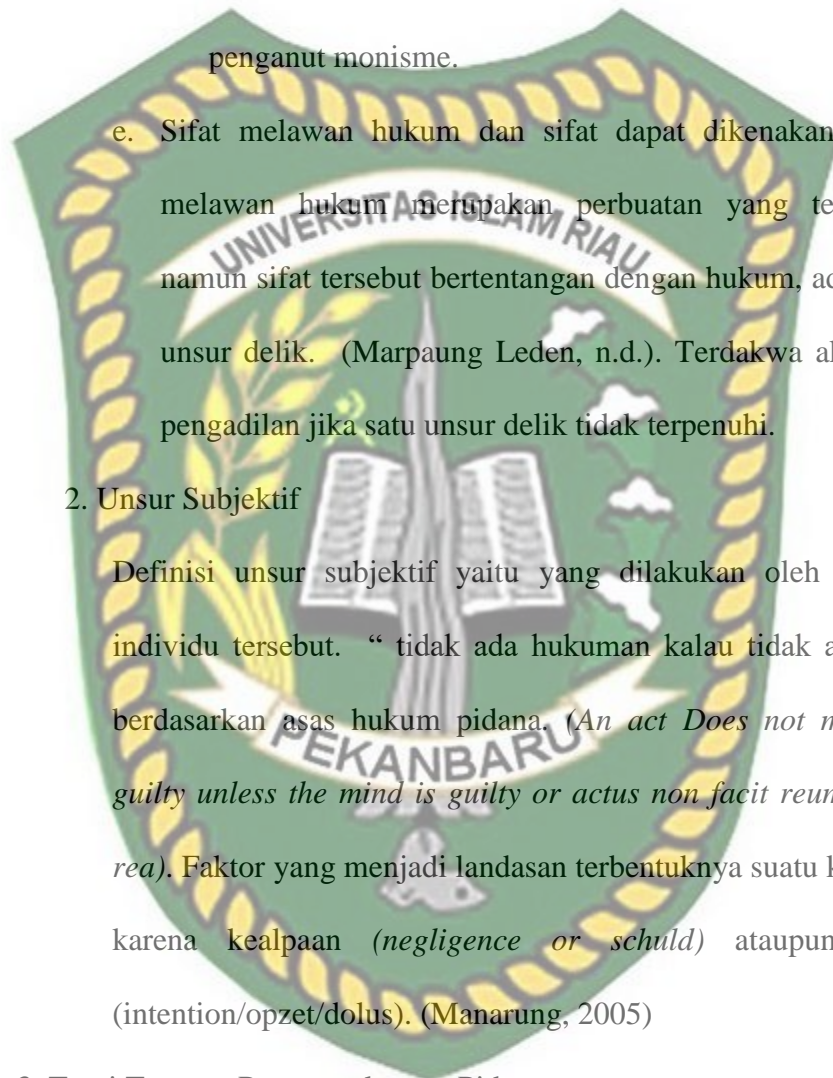 penganut monisme.
e. Sifat melawan hukum dan sifat dapat dikenakan
melawan hukum merupakan perbuatan yang
UNIVERSITAS ISLAM RIAU
namun sifat tersebut bertentangan dengan hukum,
unsur delik. (Marpaung Leden, n.d.). Terdakwa
pengadilan jika satu unsur delik tidak terpenuhi.
2. Unsur Subjektif
Definisi unsur subjektif yaitu yang dilakukan oleh
individu tersebut. “ tidak ada hukuman kalau tidak
berdasarkan asas hukum pidana. (An act Does not
PEKANBARU
guilty unless the mind is guilty or actus non facit
rea). Faktor yang menjadi landasan terbentuknya suatu
karena kealpaan (negligence or schuld) ataupun
(intention/opzet/dolus). (Manarung, 2005)